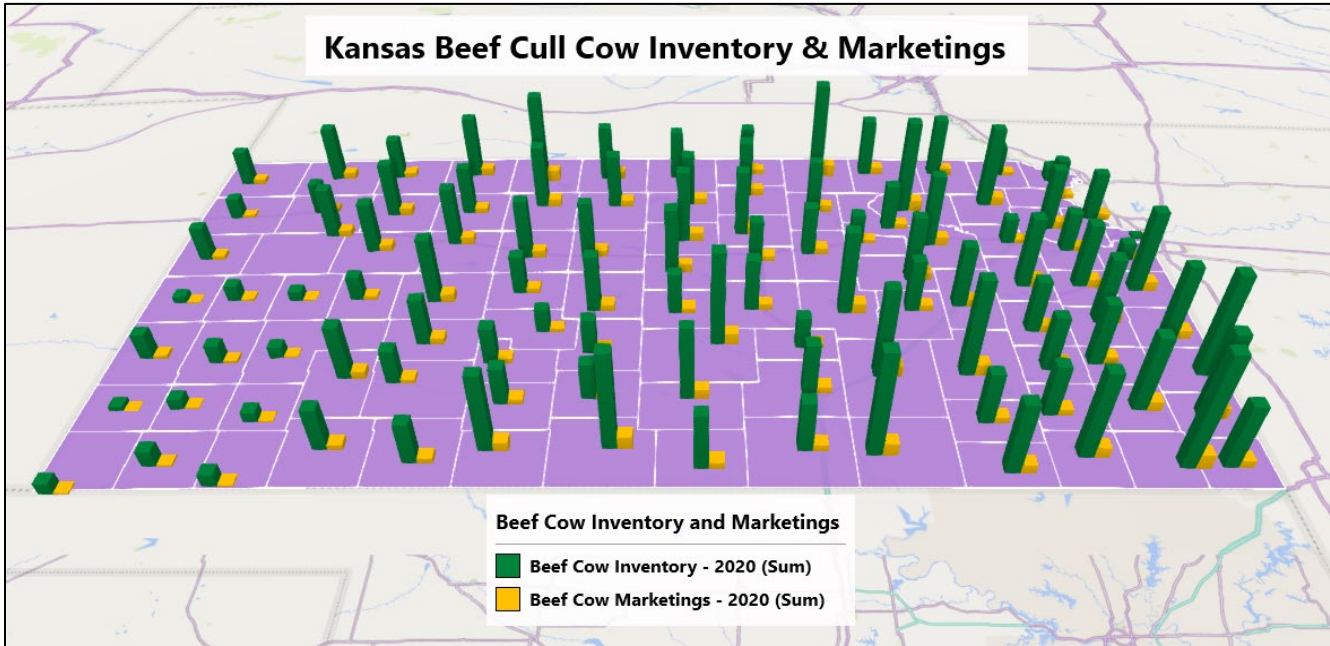 Kansas Beef Cull Cow Inventory & Marketings
Beef Cow Inventory and Marketings
Beef Cow Inventory - 2020 (Sum)
Beef Cow Marketings - 2020 (Sum)